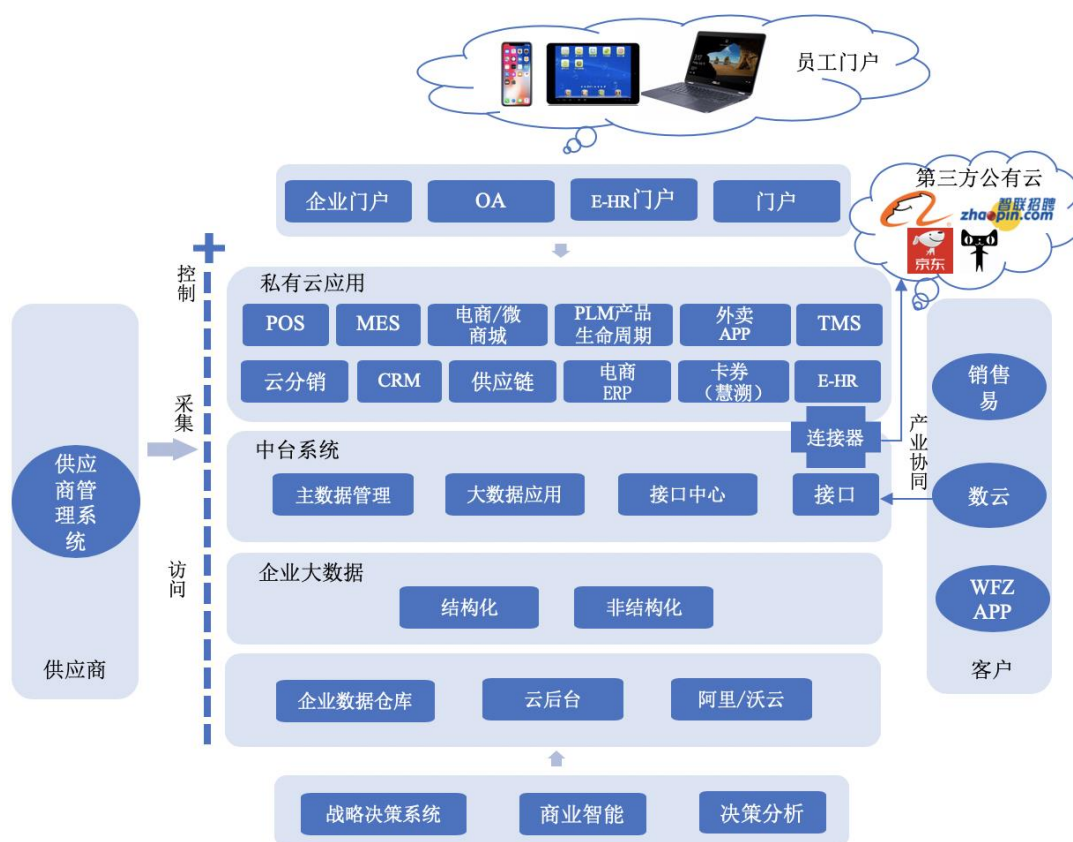 员工门户
第三方公有云
智联招聘
zhaopin.com
京东
企业门户
OA
E-HR门户
门户
控制
采集
访问
私有云应用
POS
MES
电商/微
商城
PLM产品
生命周期
外卖
APP
TMS
云分销
CRM
供应链
电商
ERP
卡券
（慧溯）
E-HR
连接器
产业协同
中台系统
主数据管理
大数据应用
接口中心
接口
企业大数据
结构化
非结构化
企业数据仓库
云后台
阿里/沃云
战略决策系统
商业智能
决策分析
供应
商管
理系
统
供应商
销售
易
数云
WFZ
APP
客户